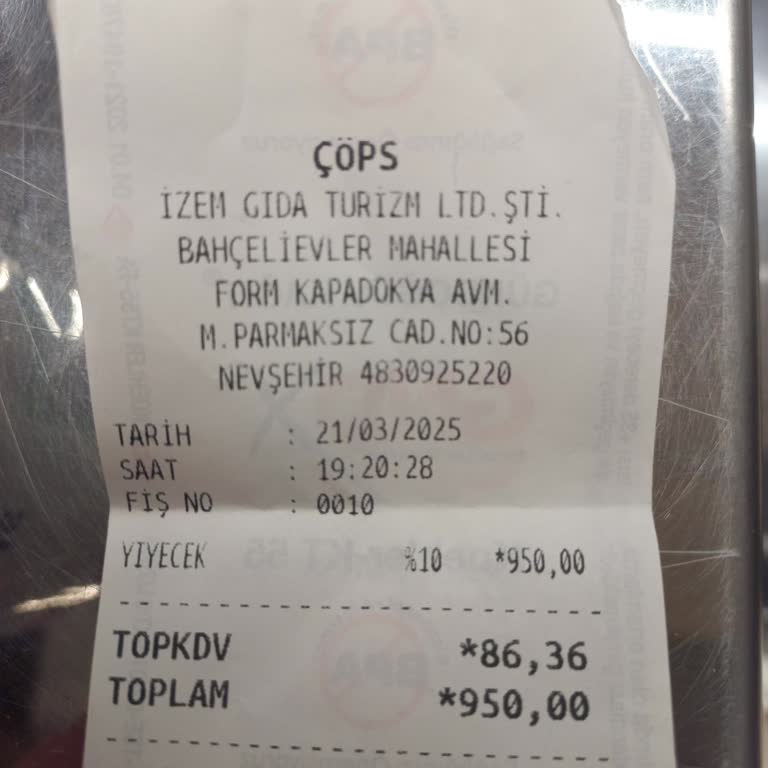 ÇÖPS
İZEM GIDA TURİZM LTD.ŞTİ.
BAHÇELİEVLER MAHALLESİ
FORM KAPADOKYA AVM.
M.PARMAKSIZ CAD.NO:56
NEVŞEHİR 4830925220
TARİH : 21/03/2025
SAAT : 19:20:28
FİŞ NO : 0010
YİYECEK %10 *950,00
TOPKDV *86,36
TOPLAM *950,00